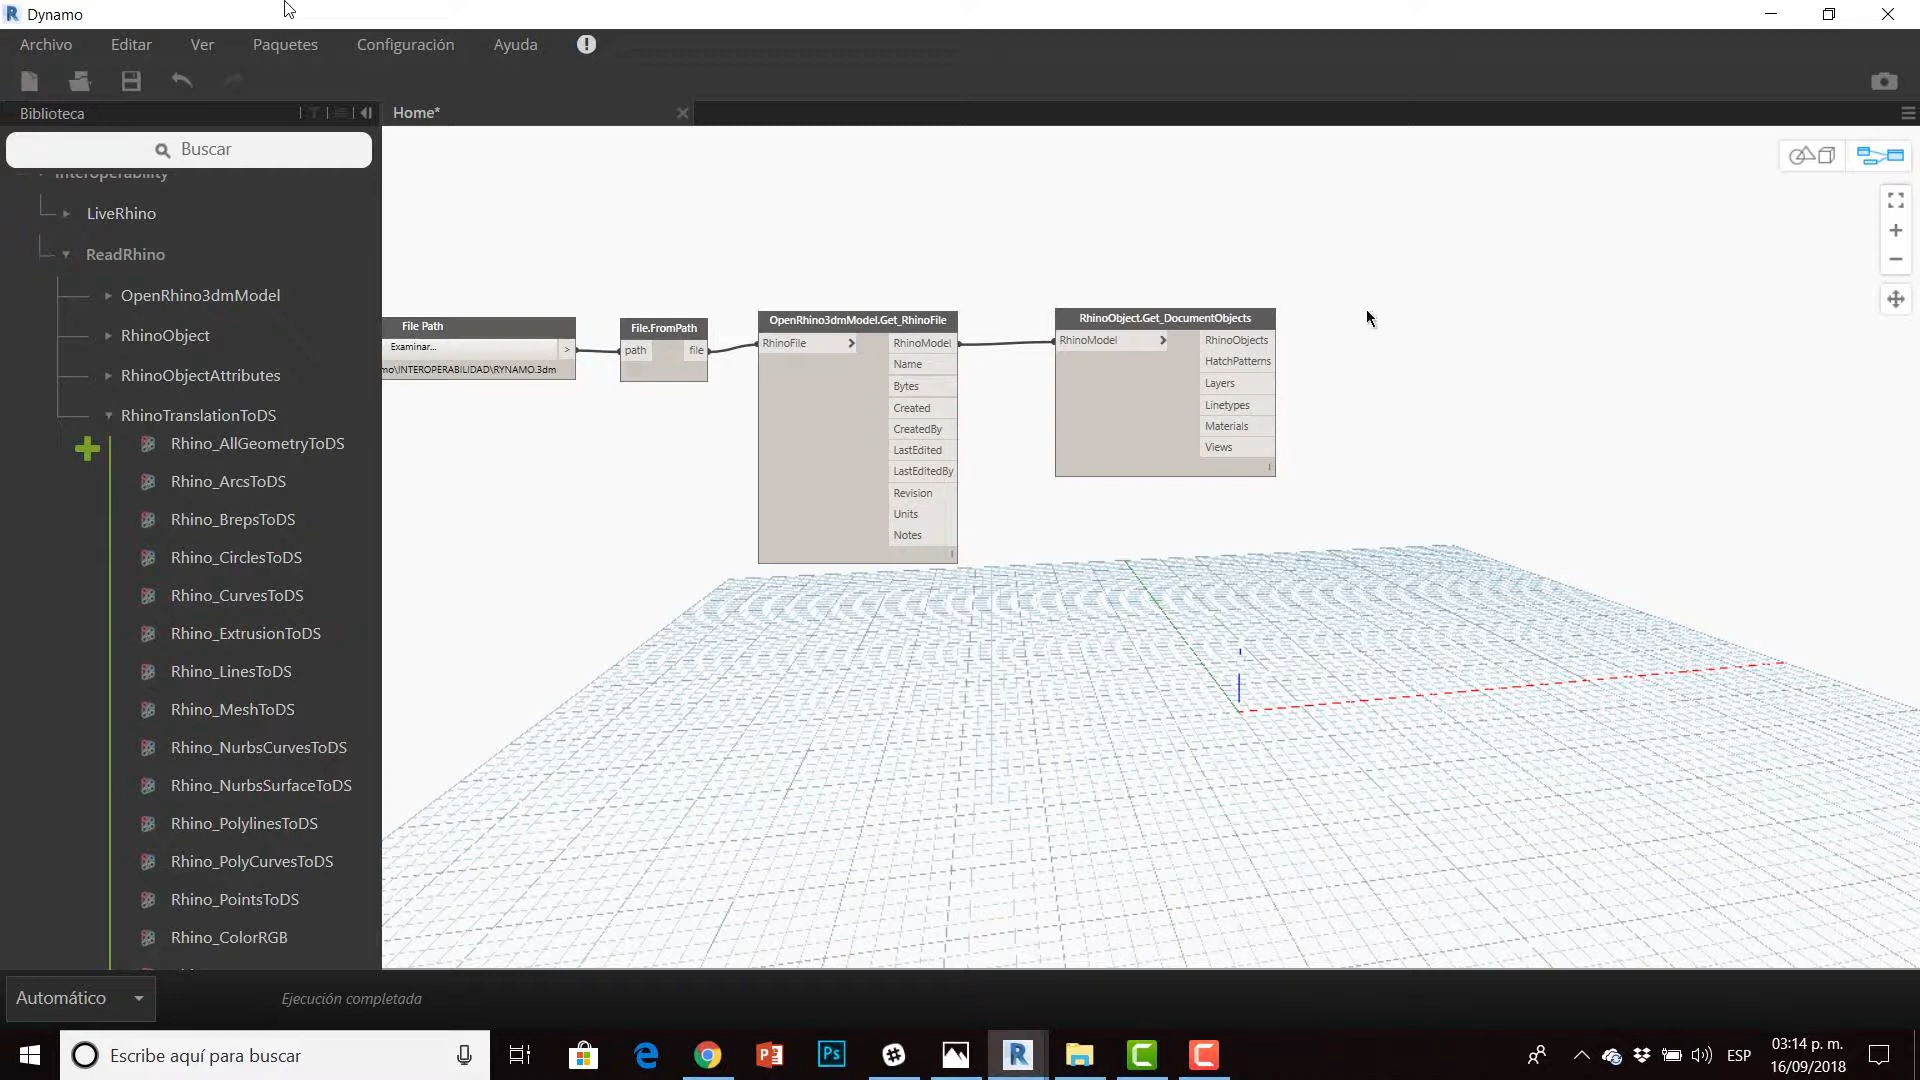 Dynamo
Archivo Editar Ver Paquetes Configuración Ayuda
Biblioteca
Home*
Buscar
Interoperability
LiveRhino
ReadRhino
OpenRhino3dmModel
RhinoObject
RhinoObjectAttributes
RhinoTranslationToDS
Rhino_AllGeometryToDS
Rhino_ArcsToDS
Rhino_BrepsToDS
Rhino_CirclesToDS
Rhino_CurvesToDS
Rhino_ExtrusionToDS
Rhino_LinesToDS
Rhino_MeshToDS
Rhino_NurbsCurvesToDS
Rhino_NurbsSurfaceToDS
Rhino_PolylinesToDS
Rhino_PolyCurvesToDS
Rhino_PointsToDS
Rhino_ColorRGB
File Path
Examinar...
>
mo\INTEROPERABILIDAD\RYNAMO.3dm
File.FromPath
path file
OpenRhino3dmModel.Get_RhinoFile
RhinoFile > RhinoModel
Name
Bytes
Created
CreatedBy
LastEdited
LastEditedBy
Revision
Units
Notes
RhinoObject.Get_DocumentObjects
RhinoModel > RhinoObjects
HatchPatterns
Layers
Linetypes
Materials
Views
Automático
Ejecución completada
Escribe aquí para buscar
ESP
03:14 p. m.
16/09/2018